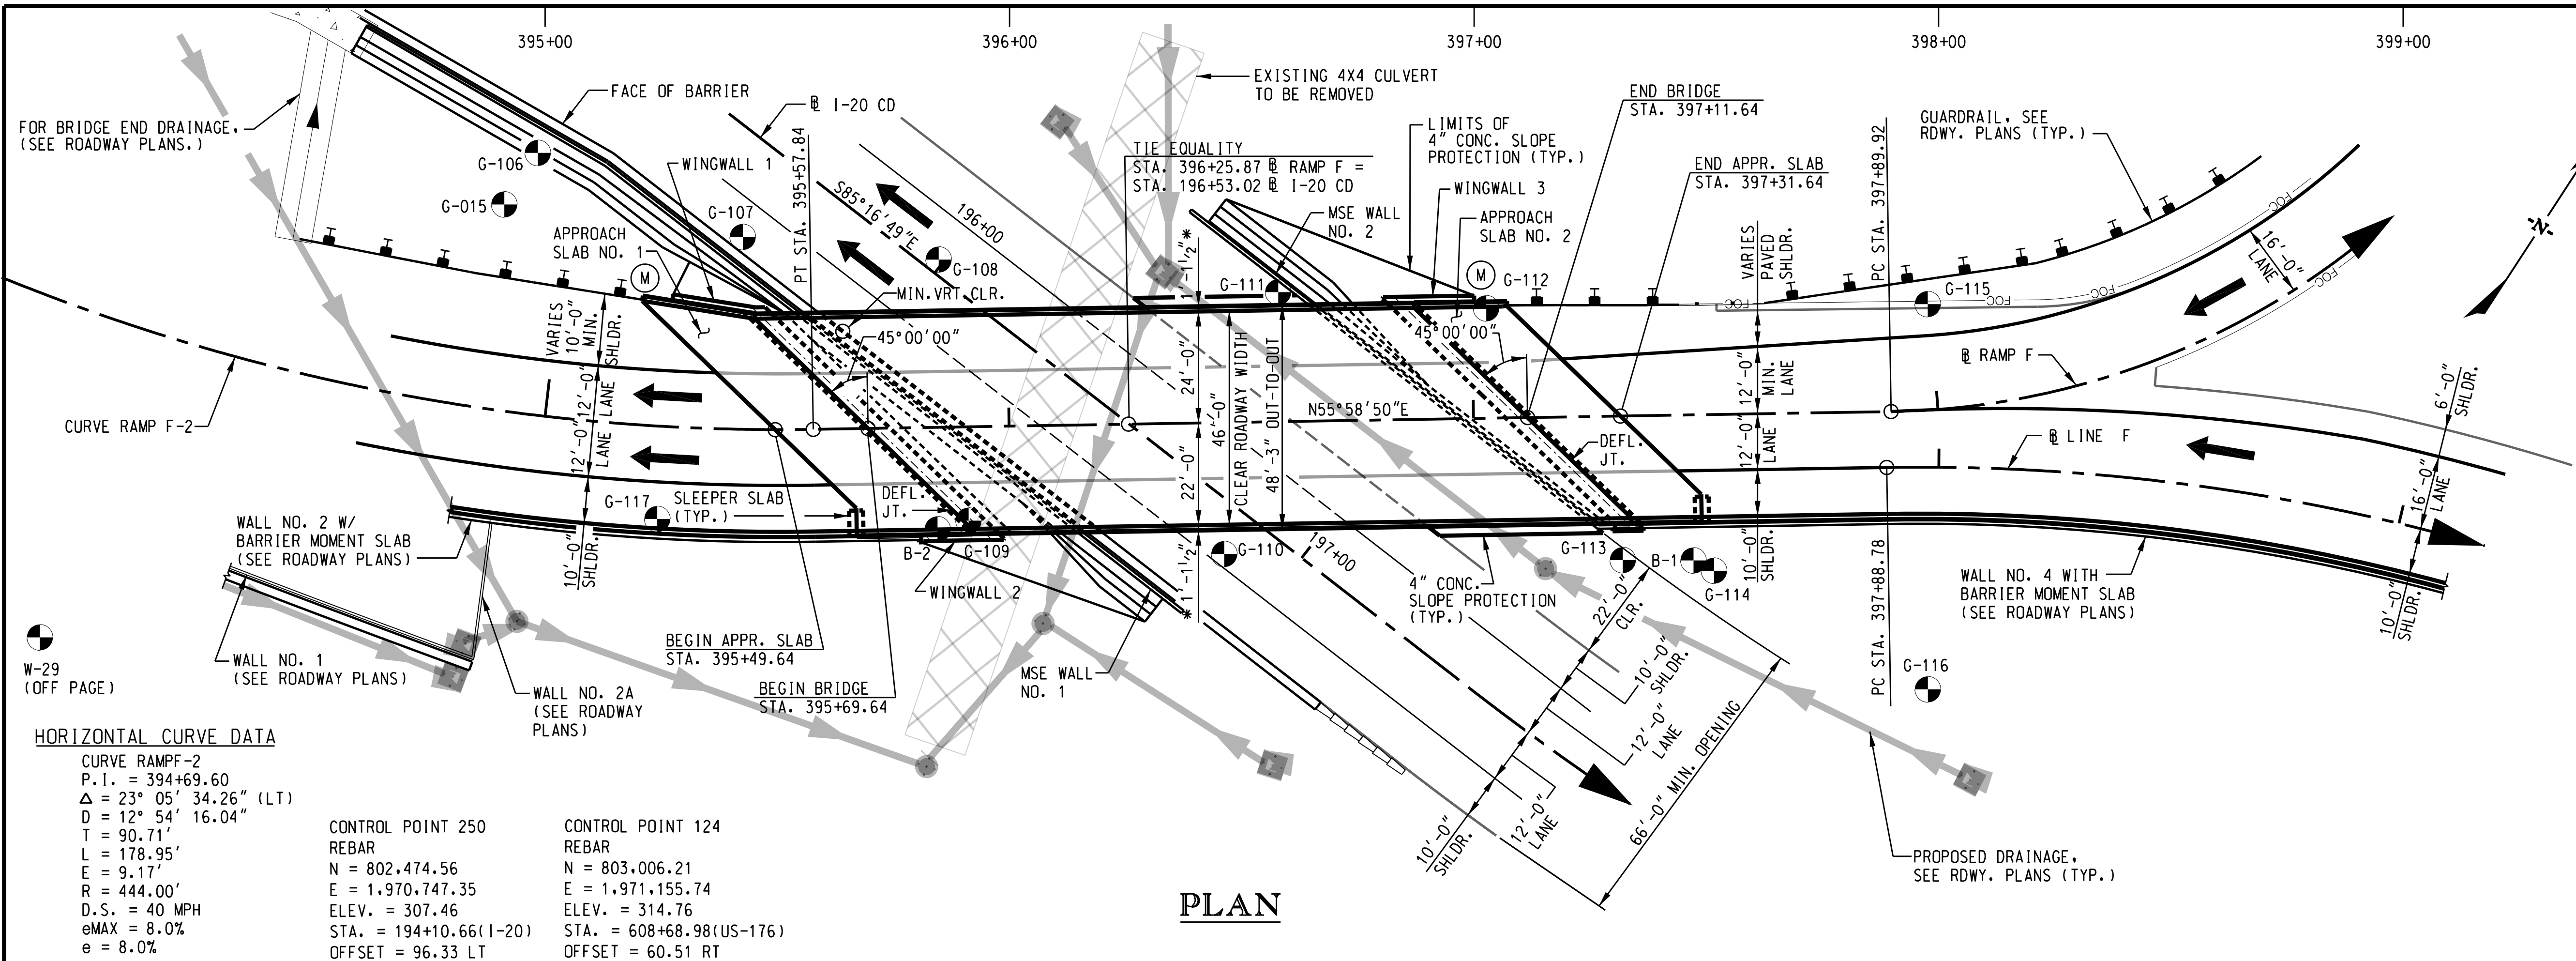 395+00
396+00
397+00
398+00
399+00
FOR BRIDGE END DRAINAGE,
(SEE ROADWAY PLANS.)
FACE OF BARRIER
℄ I-20 CD
EXISTING 4X4 CULVERT
TO BE REMOVED
END BRIDGE
STA. 397+11.64
GUARDRAIL, SEE
RDWY. PLANS (TYP.)
G-106
WINGWALL 1
PT STA. 395+57.84
TIE EQUALITY
STA. 396+25.87 ℄ RAMP F =
STA. 196+53.02 ℄ I-20 CD
LIMITS OF
4" CONC. SLOPE
PROTECTION (TYP.)
END APPR. SLAB
STA. 397+31.64
PC STA. 397+89.92
G-015
G-107
S85°16'49"E
196+00
WINGWALL 3
MSE WALL
NO. 2
APPROACH
SLAB NO. 2
-N-
APPROACH
SLAB NO. 1
M
G-108
1'-1½"*
G-111
M
G-112
VARIES
PAVED
SHLDR.
G-115
FOC
FOC
FOC
FOC
FOC
16'-0"
LANE
MIN.VRT CLR.
VARIES
10'-0"
MIN.
SHLDR.
45°00'00"
45°00'00"
24'-0"
46'-0"
CLEAR ROADWAY WIDTH
48'-3" OUT-TO-OUT
12'-0"
MIN.
LANE
℄ RAMP F
CURVE RAMP F-2
12'-0"
LANE
N55°58'50"E
6'-0"
SHLDR.
12'-0"
LANE
DEFL.
JT.
12'-0"
LANE
℄ LINE F
22'-0"
G-117
SLEEPER SLAB
(TYP.)
DEFL.
JT.
16'-0"
LANE
WALL NO. 2 W/
BARRIER MOMENT SLAB
(SEE ROADWAY PLANS)
10'-0"
SHLDR.
B-2
G-109
G-110
197+00
G-113
B-1
G-114
10'-0"
SHLDR.
PC STA. 397+88.78
WALL NO. 4 WITH
BARRIER MOMENT SLAB
(SEE ROADWAY PLANS)
10'-0"
SHLDR.
WINGWALL 2
1'-1½"
*
4" CONC.
SLOPE PROTECTION
(TYP.)
22'-0"
CLR.
W-29
(OFF PAGE)
WALL NO. 1
(SEE ROADWAY PLANS)
BEGIN APPR. SLAB
STA. 395+49.64
MSE WALL
NO. 1
10'-0"
SHLDR.
G-116
WALL NO. 2A
(SEE ROADWAY
PLANS)
BEGIN BRIDGE
STA. 395+69.64
12'-0"
LANE
66'-0" MIN. OPENING
12'-0"
LANE
10'-0"
SHLDR.
PROPOSED DRAINAGE,
SEE RDWY. PLANS (TYP.)
HORIZONTAL CURVE DATA
CURVE RAMPF-2
P.I. = 394+69.60
Δ = 23° 05' 34.26" (LT)
D = 12° 54' 16.04"
T = 90.71'
L = 178.95'
E = 9.17'
R = 444.00'
D.S. = 40 MPH
eMAX = 8.0%
e = 8.0%
CONTROL POINT 250
REBAR
N = 802,474.56
E = 1,970,747.35
ELEV. = 307.46
STA. = 194+10.66(I-20)
OFFSET = 96.33 LT
CONTROL POINT 124
REBAR
N = 803,006.21
E = 1,971,155.74
ELEV. = 314.76
STA. = 608+68.98(US-176)
OFFSET = 60.51 RT
PLAN